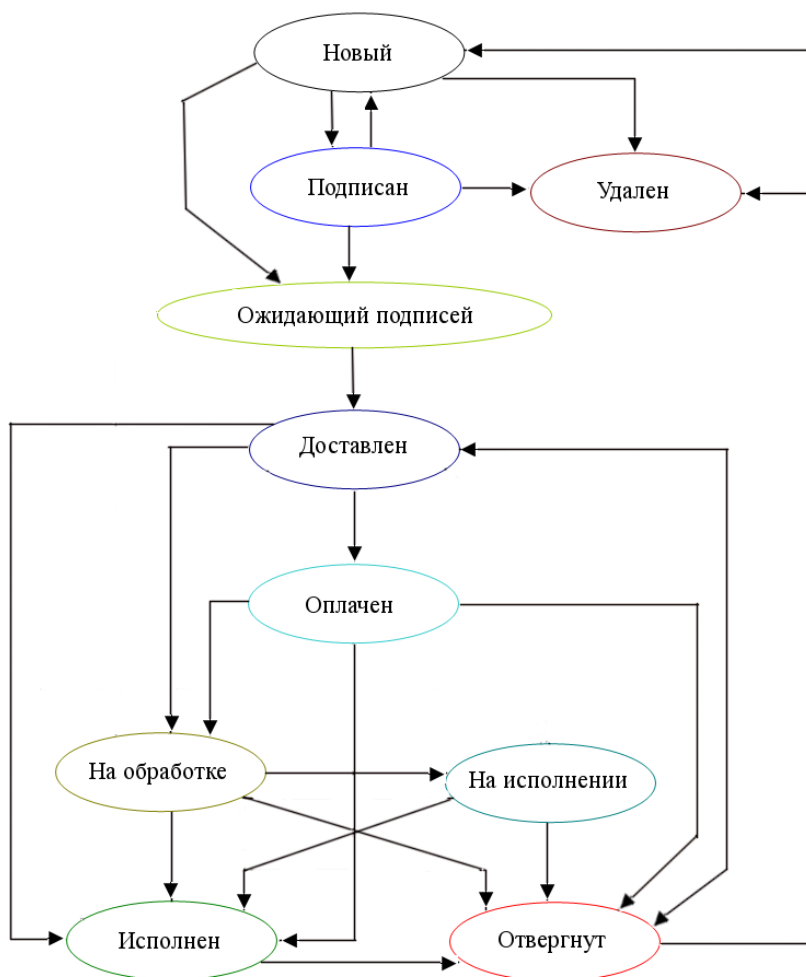 Новый
Подписан
Удален
Ожидающий подписей
Доставлен
Оплачен
На обработке
На исполнении
Исполнен
Отвергнут